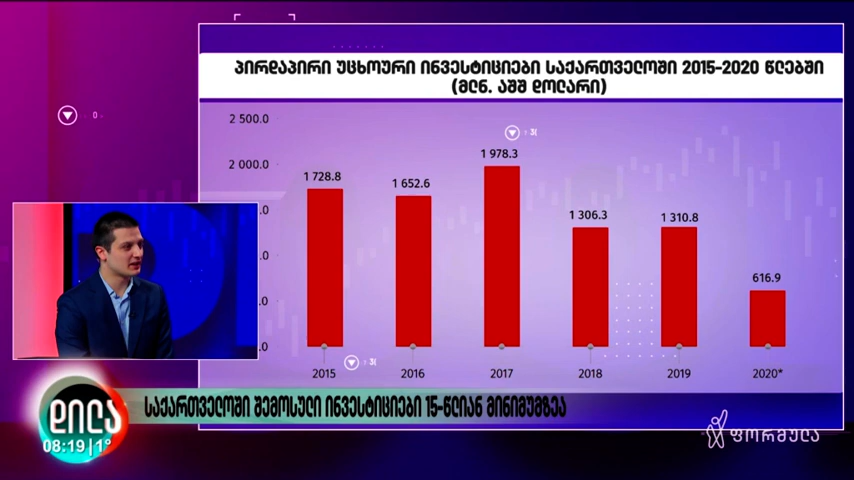 პირდაპირი უცხოური ინვესტიციები საქართველოში 2015-2020 წლებში
(მლნ. აშშ დოლარი)
2 500.0
2 000.0
1 728.8
1 652.6
1 978.3
1 306.3
1 310.8
616.9
2015
2016
2017
2018
2019
2020*
საქართველოში შემოსული ინვესტიციები 15-წლიან მინიმუმზეა
დილა
08:19 | 1°
ფორმულა